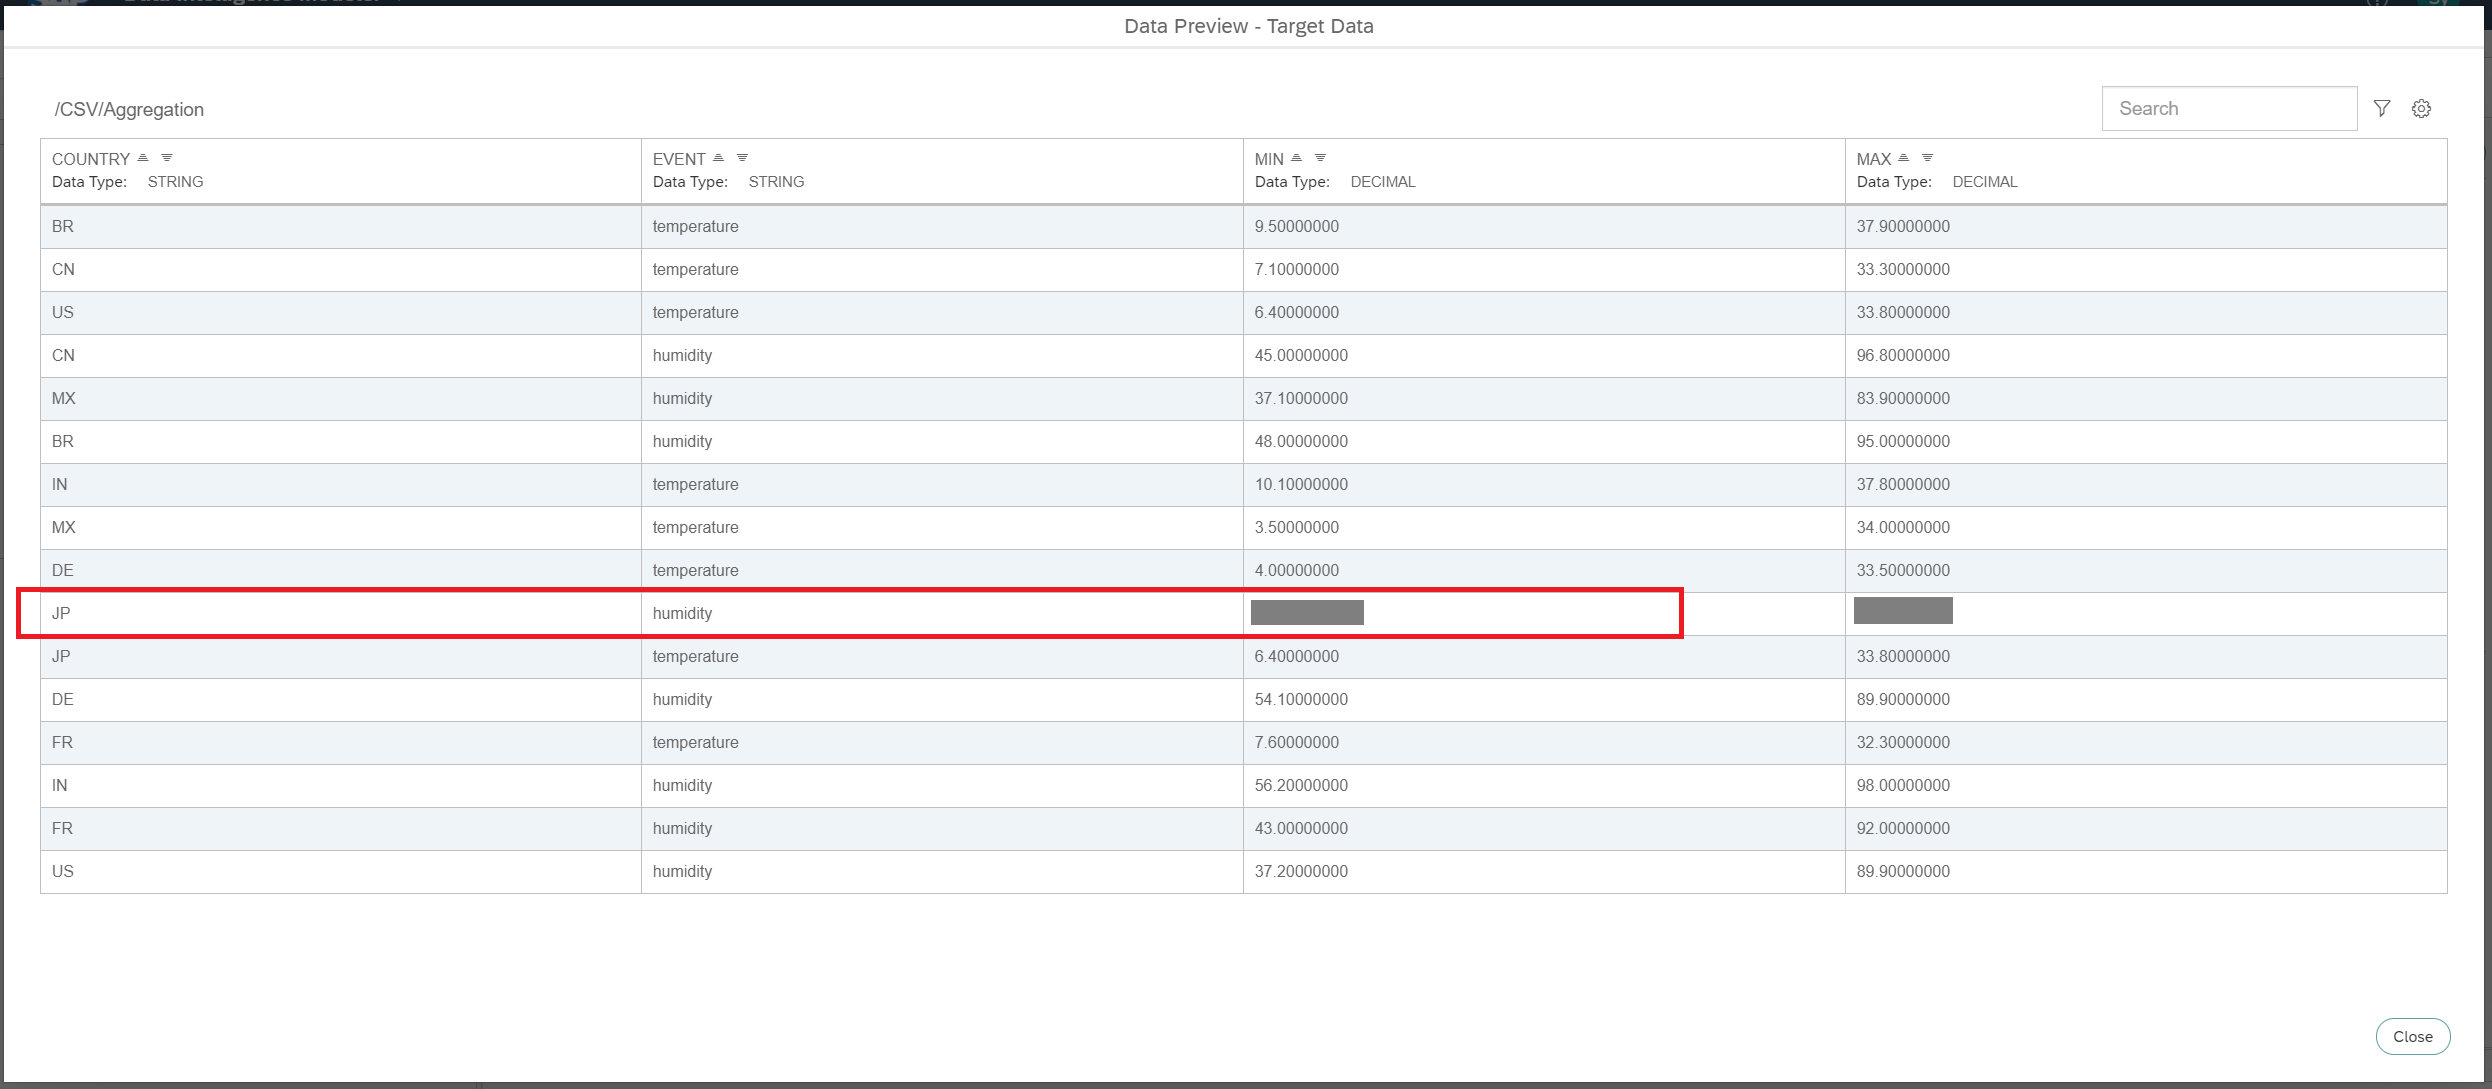 Data Preview - Target Data
/CSV/Aggregation
Search
COUNTRY EVENT MIN MAX
Data Type: STRING Data Type: STRING Data Type: DECIMAL Data Type: DECIMAL
BR temperature 9.50000000 37.90000000
CN temperature 7.10000000 33.30000000
US temperature 6.40000000 33.80000000
CN humidity 45.00000000 96.80000000
MX humidity 37.10000000 83.90000000
BR humidity 48.00000000 95.00000000
IN temperature 10.10000000 37.80000000
MX temperature 3.50000000 34.00000000
DE temperature 4.00000000 33.50000000
JP humidity
JP temperature 6.40000000 33.80000000
DE humidity 54.10000000 89.90000000
FR temperature 7.60000000 32.30000000
IN humidity 56.20000000 98.00000000
FR humidity 43.00000000 92.00000000
US humidity 37.20000000 89.90000000
Close